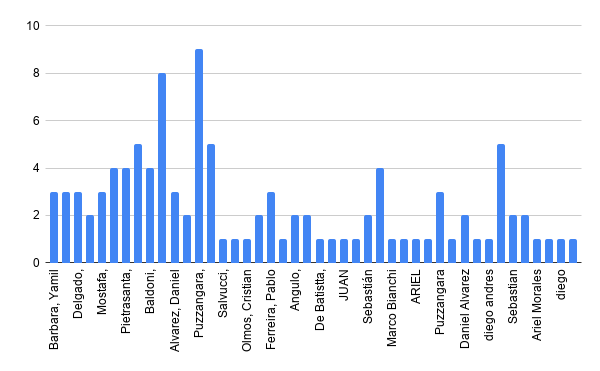 10
8
6
4
2
0
Barbara, Yamil
Delgado,
Mostafa,
Pietrasanta,
Baldoni,
Alvarez, Daniel
Puzzangara,
Salvucci,
Olmos, Cristian
Ferreira, Pablo
Angulo,
De Batistta,
JUAN
Sebastián
Marco Bianchi
ARIEL
Puzzangara
Daniel Alvarez
diego andres
Sebastian
Ariel Morales
diego